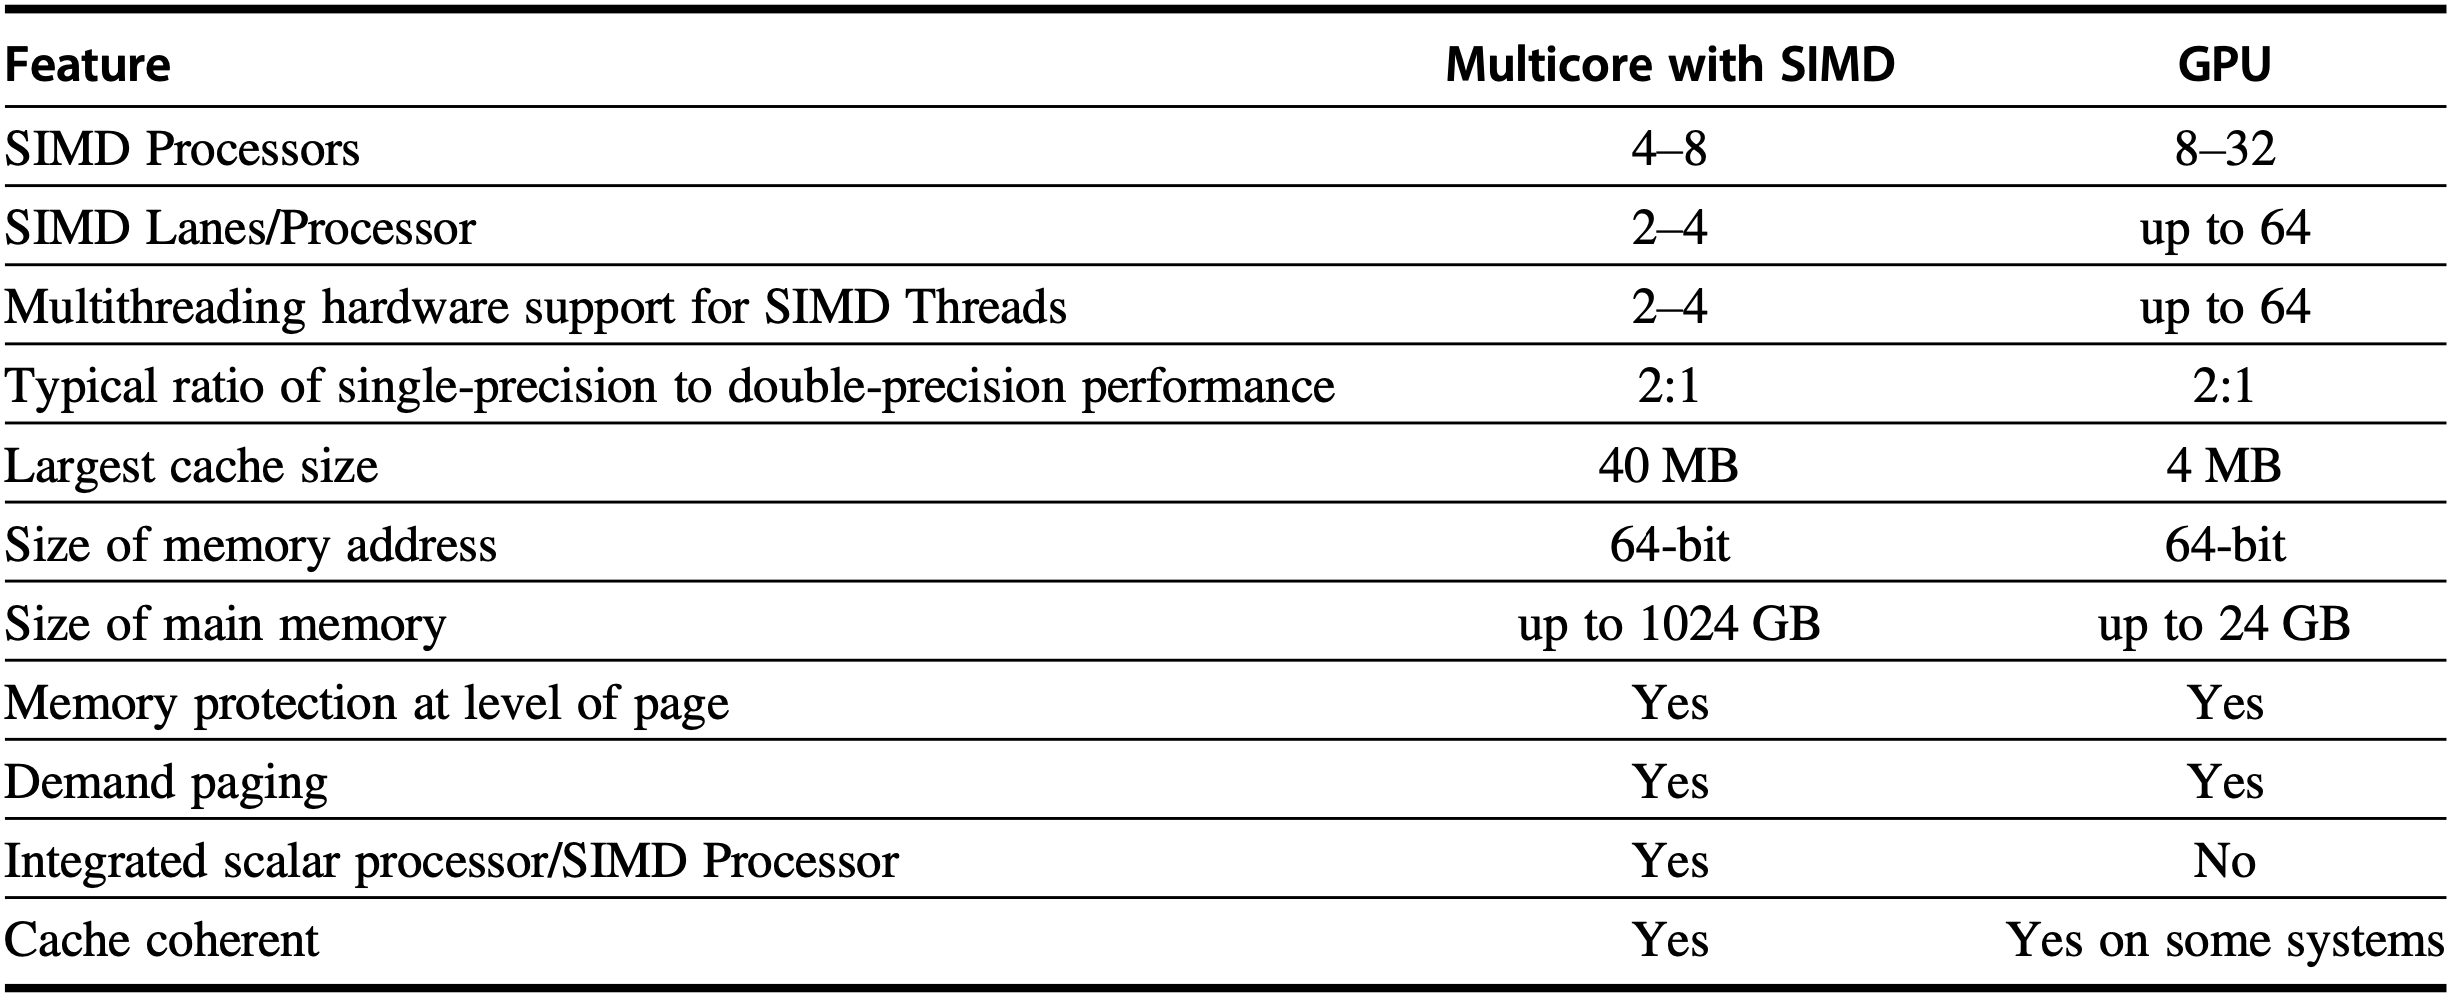 Feature Multicore with SIMD GPU
SIMD Processors 4–8 8–32
SIMD Lanes/Processor 2–4 up to 64
Multithreading hardware support for SIMD Threads 2–4 up to 64
Typical ratio of single-precision to double-precision performance 2:1 2:1
Largest cache size 40 MB 4 MB
Size of memory address 64-bit 64-bit
Size of main memory up to 1024 GB up to 24 GB
Memory protection at level of page Yes Yes
Demand paging Yes Yes
Integrated scalar processor/SIMD Processor Yes No
Cache coherent Yes Yes on some systems